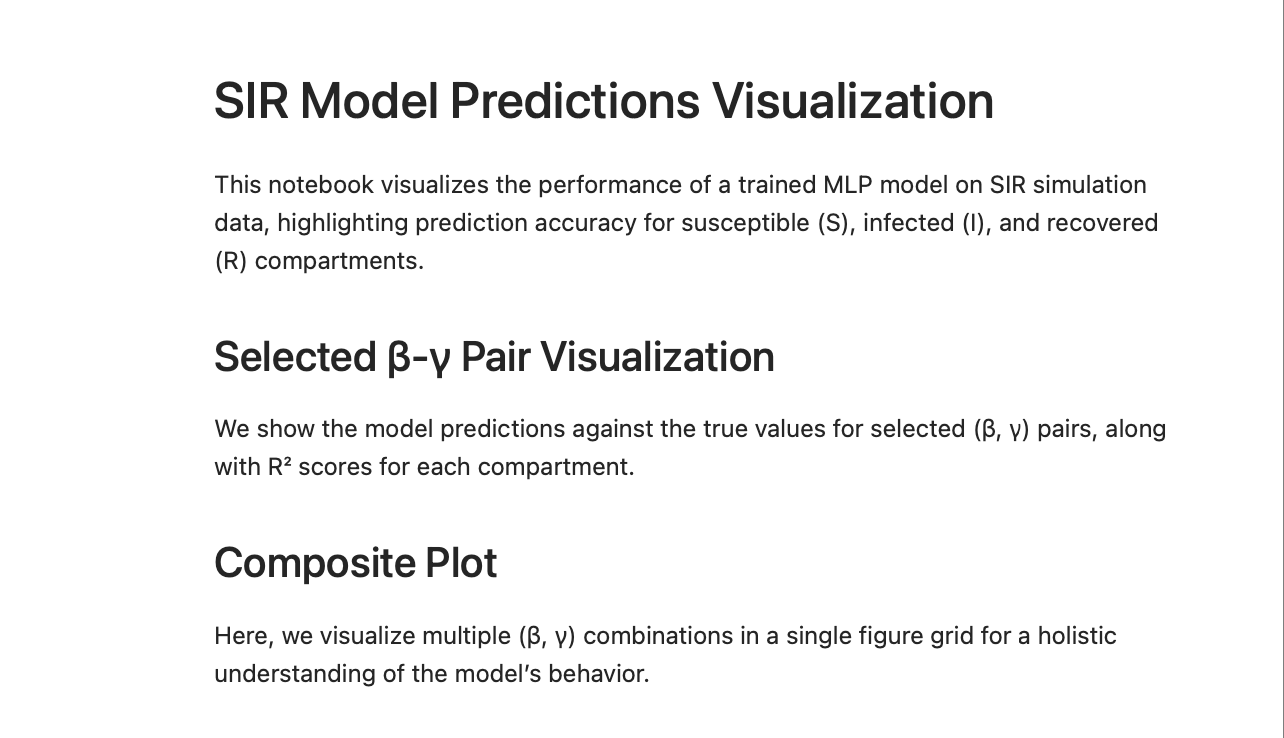 SIR Model Predictions Visualization
This notebook visualizes the performance of a trained MLP model on SIR simulation
data, highlighting prediction accuracy for susceptible (S), infected (I), and recovered
(R) compartments.
Selected β-γ Pair Visualization
We show the model predictions against the true values for selected (β, γ) pairs, along
with R² scores for each compartment.
Composite Plot
Here, we visualize multiple (β, γ) combinations in a single figure grid for a holistic
understanding of the model’s behavior.